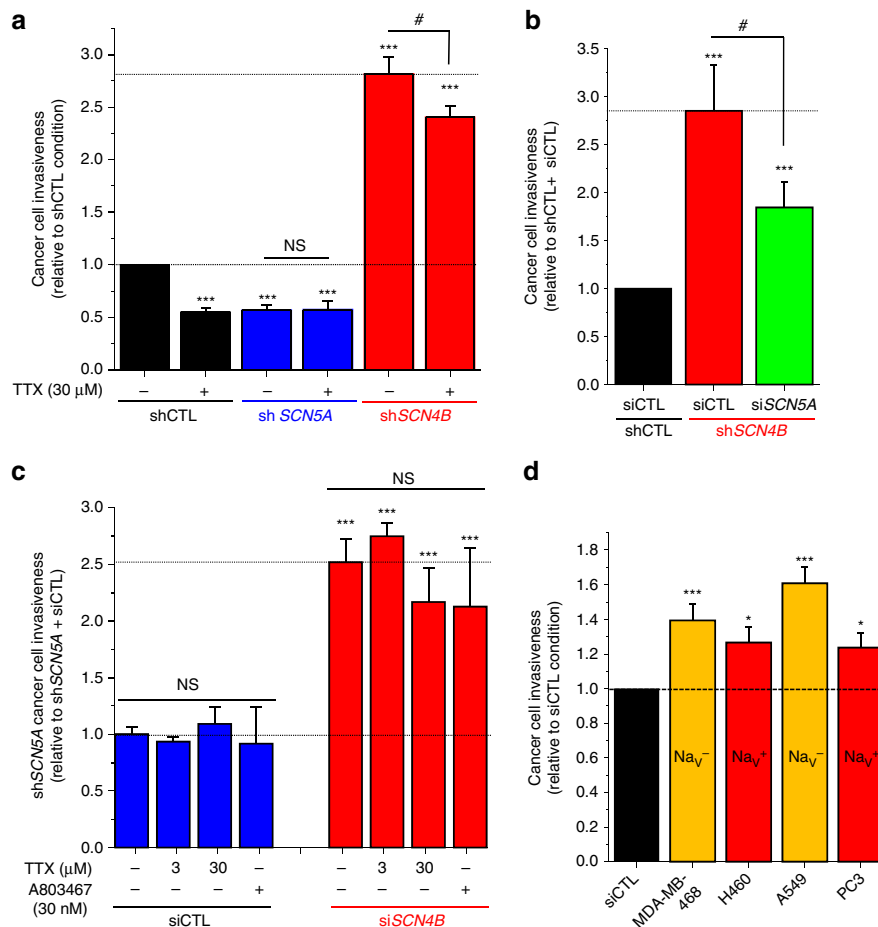 a
Cancer cell invasiveness
(relative to shCTL condition)
3.0
2.5
2.0
1.5
1.0
0.5
0.0
***
***
***
NS
***
***
#
TTX (30 μM)
– + – + – +
shCTL sh SCN5A shSCN4B
b
Cancer cell invasiveness
(relative to shCTL+ siCTL)
3.5
3.0
2.5
2.0
1.5
1.0
0.5
0.0
***
***
#
siCTL siCTL siSCN5A
shCTL shSCN4B
c
shSCN5A cancer cell invasiveness
(relative to shSCN5A + siCTL)
3.0
2.5
2.0
1.5
1.0
0.5
0.0
NS
NS
***
***
***
***
TTX (μM) – 3 30 – – 3 30 –
A803467 – – – + – – – +
(30 nM)
siCTL siSCN4B
d
Cancer cell invasiveness
(relative to siCTL condition)
1.8
1.6
1.4
1.2
1.0
0.8
0.6
0.4
0.2
0.0
***
*
***
*
NaV– NaV+ NaV– NaV+
siCTL
MDA-MB-
468
H460
A549
PC3